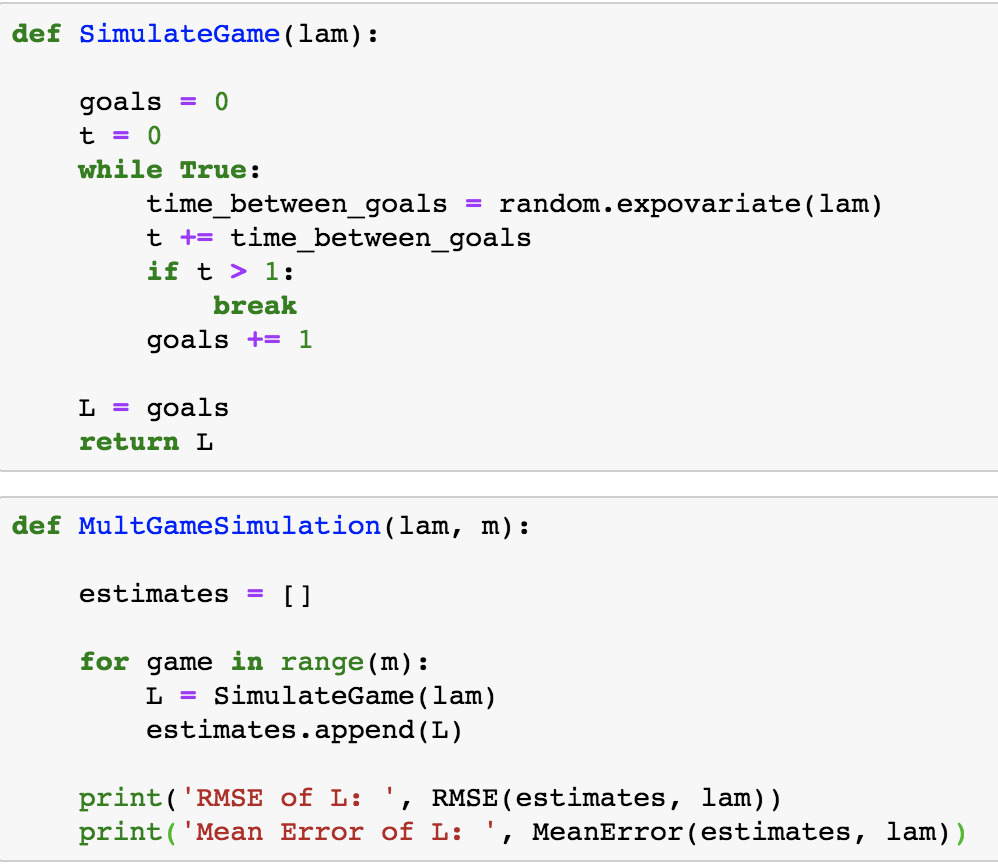 def SimulateGame(lam):
    goals = 0
    t = 0
    while True:
        time_between_goals = random.expovariate(lam)
        t += time_between_goals
        if t > 1:
            break
        goals += 1
    L = goals
    return L
def MultGameSimulation(lam, m):
    estimates = []
    for game in range(m):
        L = SimulateGame(lam)
        estimates.append(L)
    print('RMSE of L: ', RMSE(estimates, lam))
    print('Mean Error of L: ', MeanError(estimates, lam))